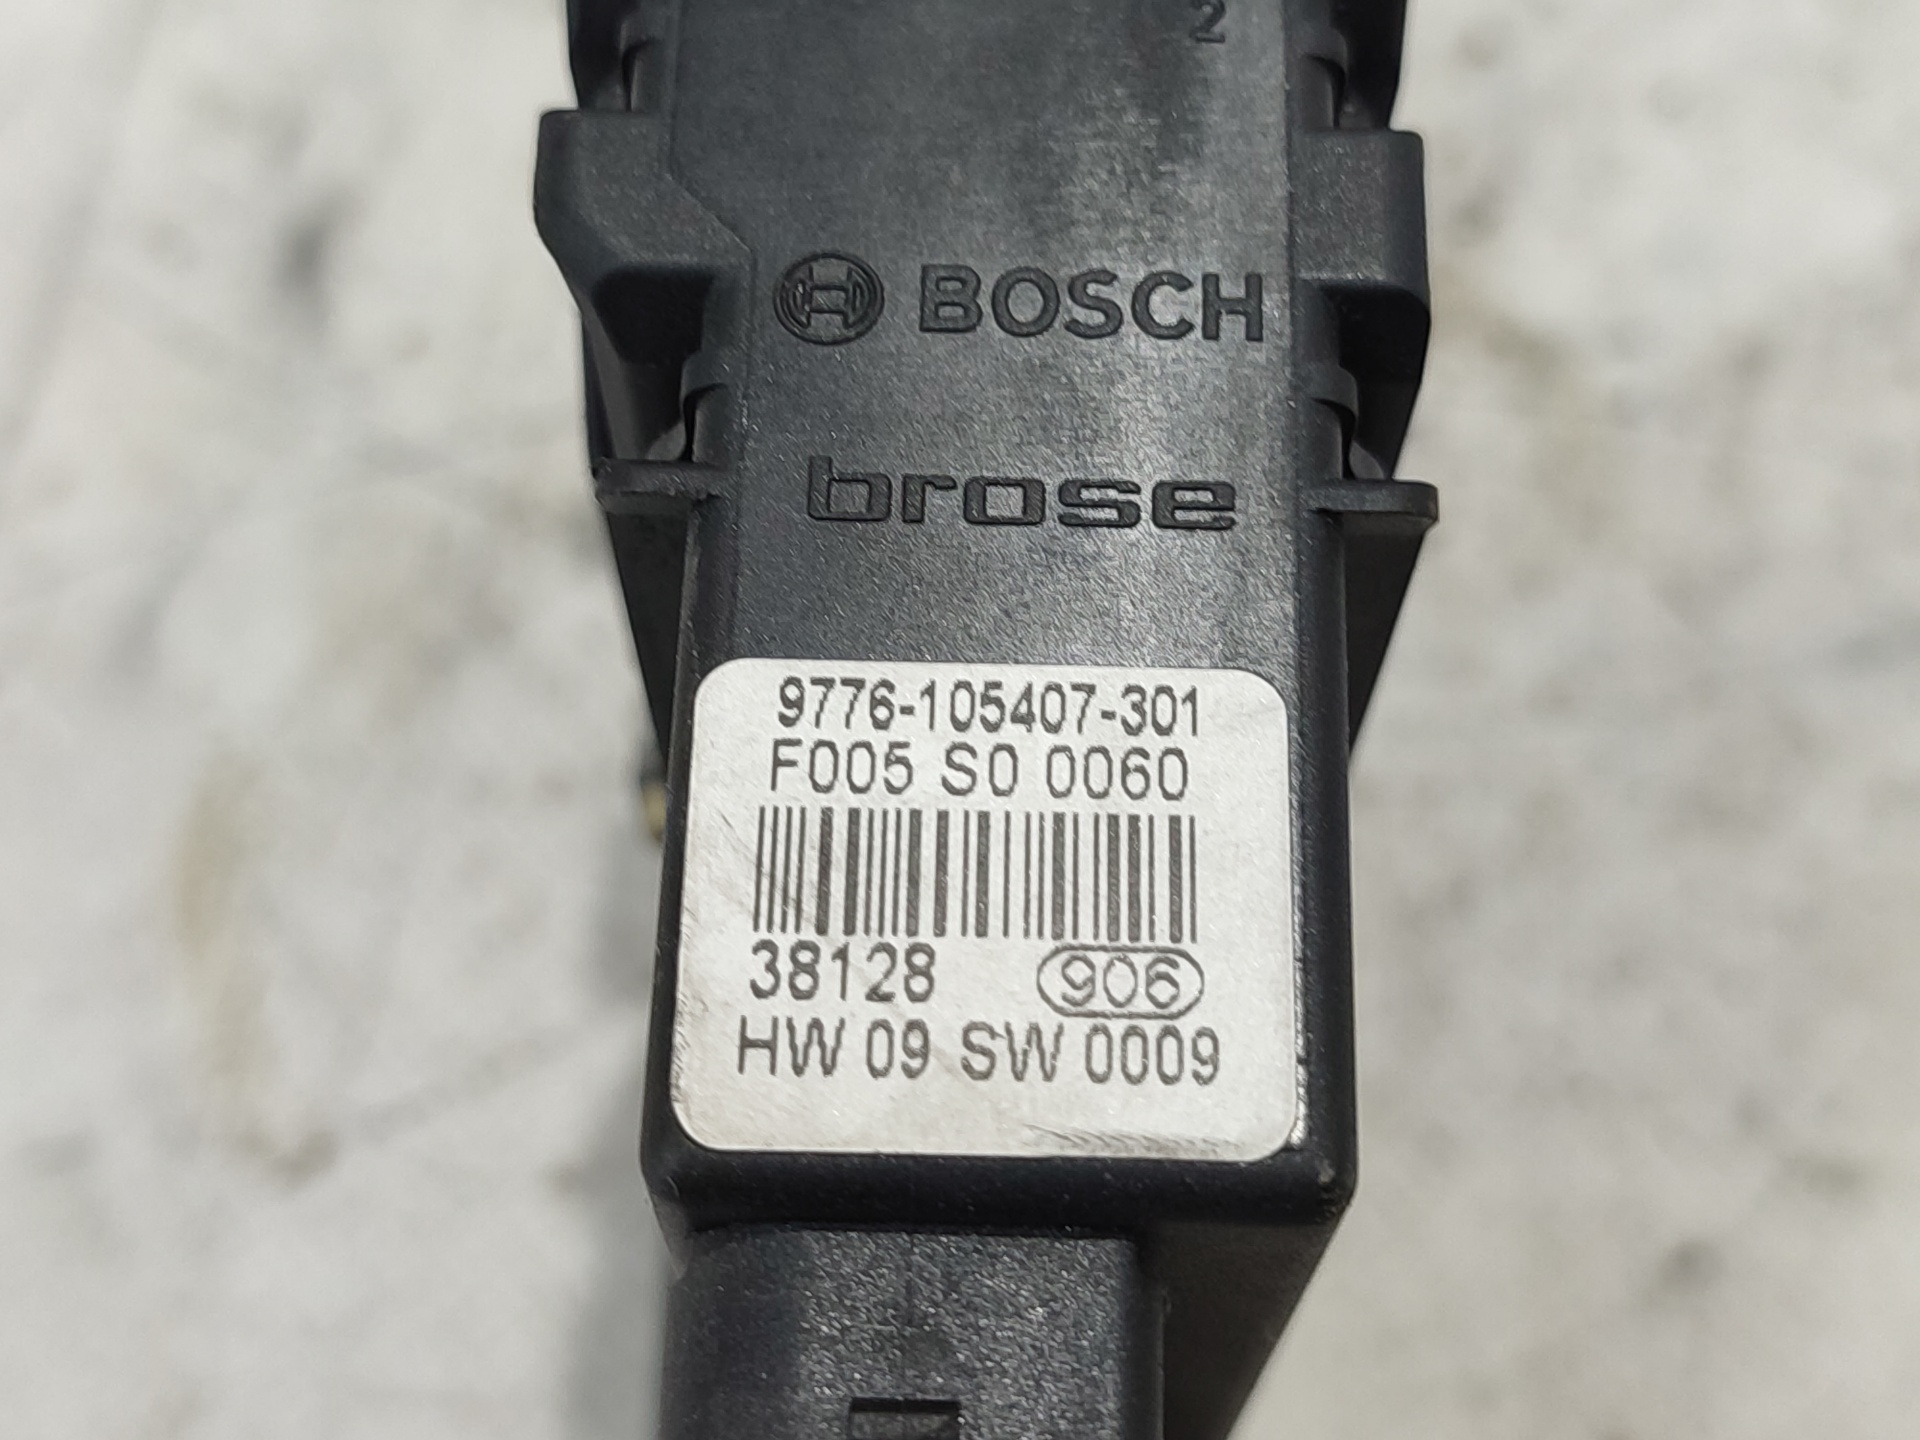 2
BOSCH
brose
9776-105407-301
F005 S0 0060
38128 906
HW 09 SW 0009